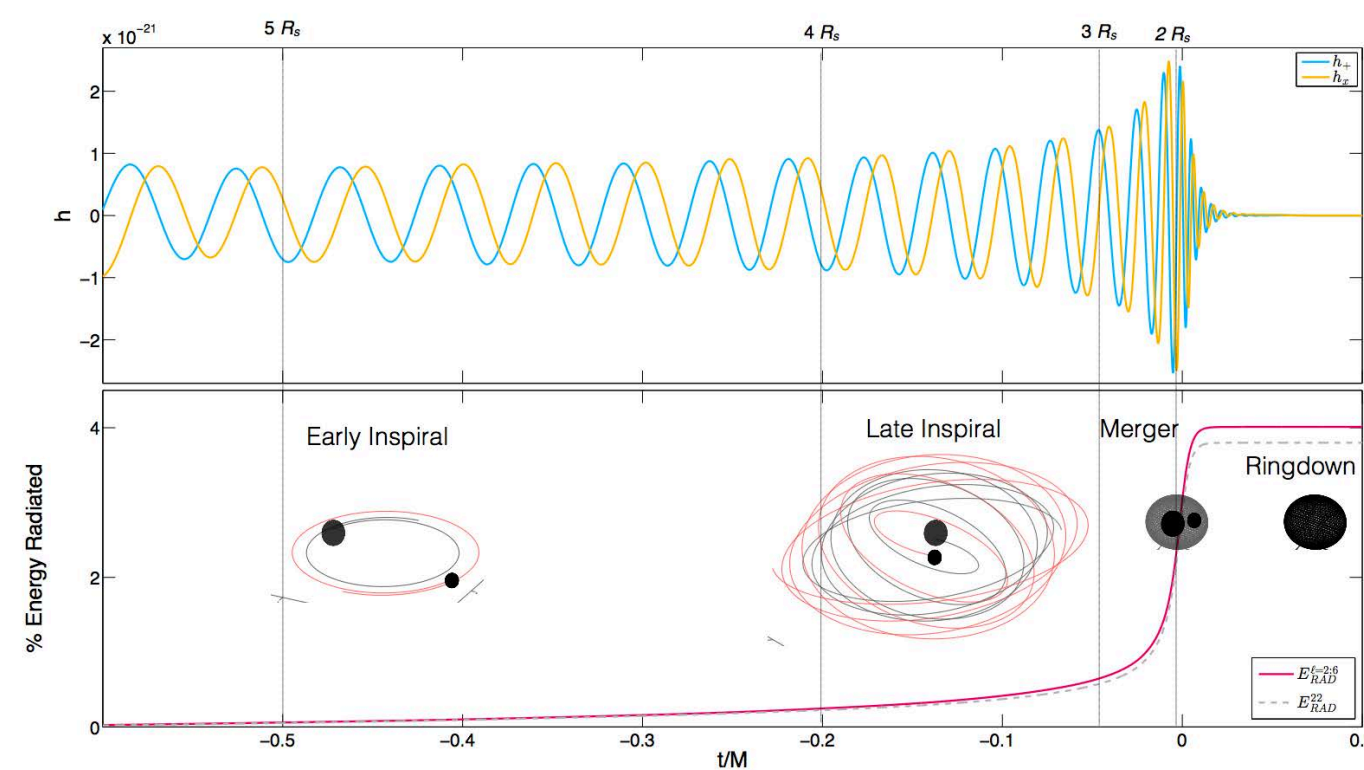 5 Rs 4 Rs 3 Rs 2 Rs
x 10⁻²¹
h₊
hₓ
2
1
0
−1
−2
h
4
2
0
% Energy Radiated
Early Inspiral
Late Inspiral
Merger
Ringdown
E_RAD^ℓ=2:6
E_RAD^22
−0.5 −0.4 −0.3 −0.2 −0.1 0 0.
t/M